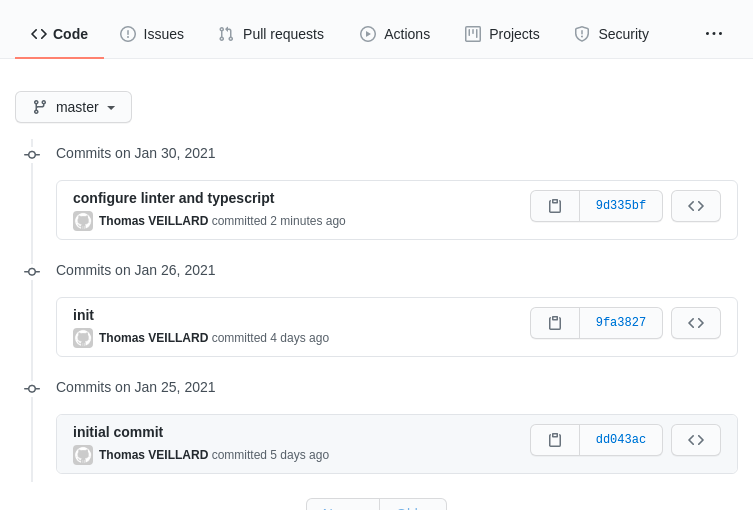 Code Issues Pull requests Actions Projects Security
master
Commits on Jan 30, 2021
configure linter and typescript
Thomas VEILLARD committed 2 minutes ago
9d335bf
Commits on Jan 26, 2021
init
Thomas VEILLARD committed 4 days ago
9fa3827
Commits on Jan 25, 2021
initial commit
Thomas VEILLARD committed 5 days ago
dd043ac